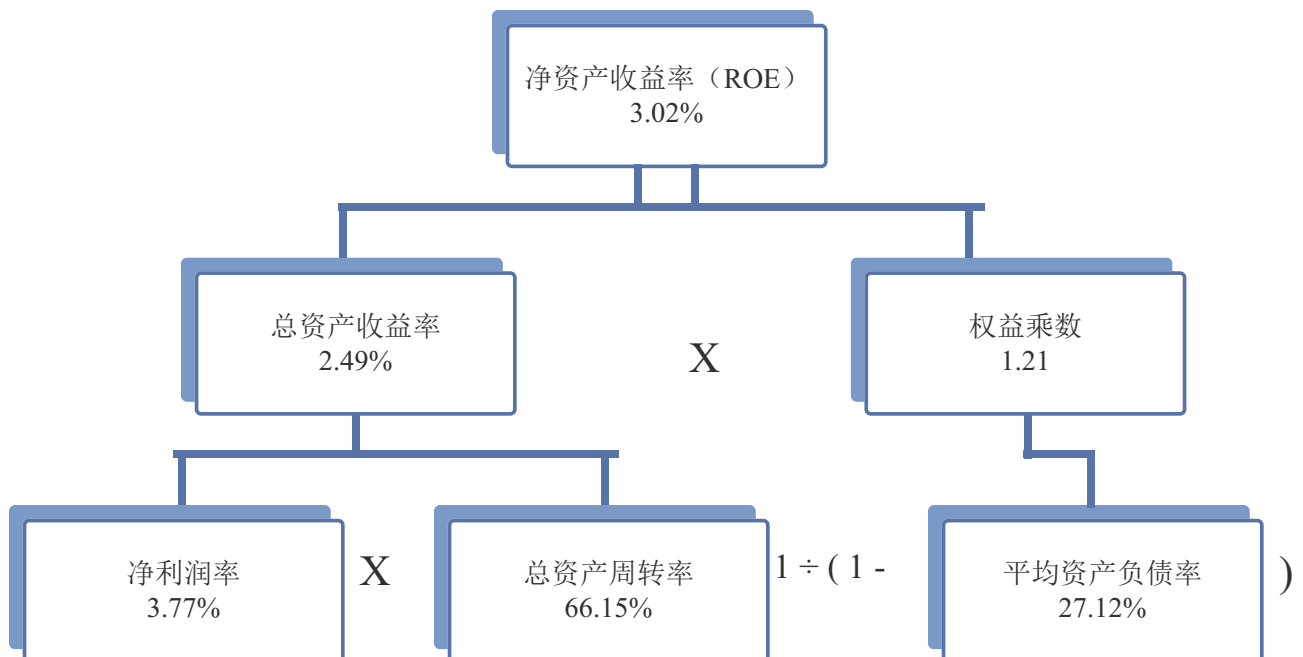 净资产收益率（ROE）
3.02%
总资产收益率
2.49%
X
权益乘数
1.21
净利润率
3.77%
X
总资产周转率
66.15%
1 ÷ ( 1 -
平均资产负债率
27.12%
)